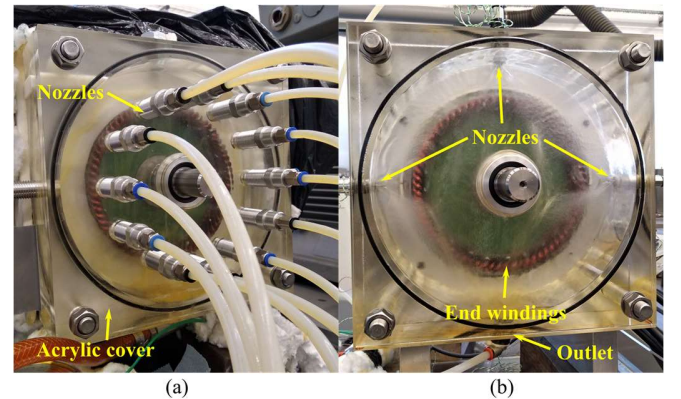 Nozzles
Acrylic cover
Nozzles
End windings
Outlet
(a)
(b)